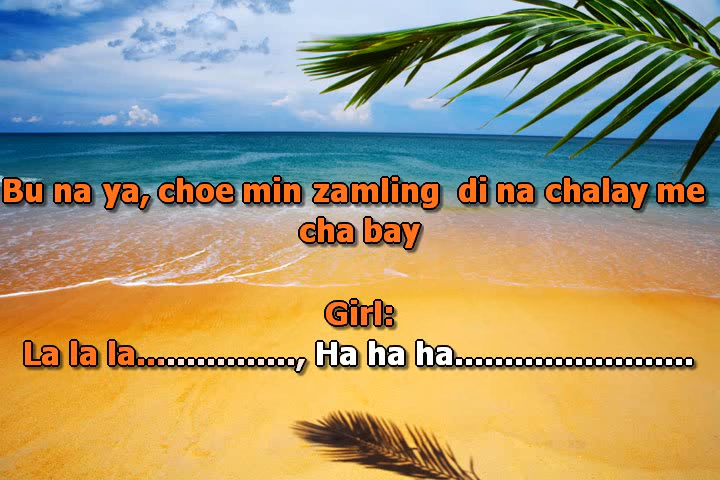 Bu na ya, choe min zamling di na chalay me
cha bay
Girl:
La la la................, Ha ha ha........................